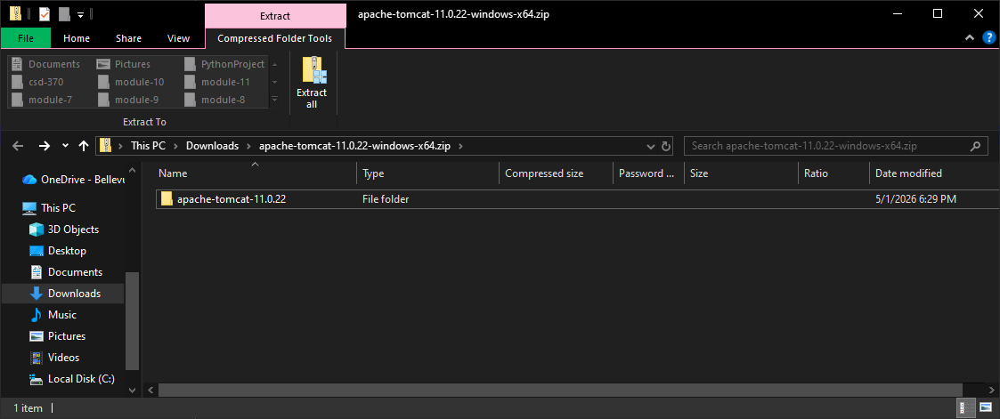 Extract
apache-tomcat-11.0.22-windows-x64.zip
File
Home
Share
View
Compressed Folder Tools
Documents
Pictures
PythonProject
csd-370
module-10
module-11
module-7
module-9
module-8
Extract To
Extract
all
This PC
Downloads
apache-tomcat-11.0.22-windows-x64.zip
Search apache-tomcat-11.0.22-windows-x64.zip
Name
Type
Compressed size
Password ...
Size
Ratio
Date modified
apache-tomcat-11.0.22
File folder
5/1/2026 6:29 PM
OneDrive - Bellevu
This PC
3D Objects
Desktop
Documents
Downloads
Music
Pictures
Videos
Local Disk (C:)
1 item